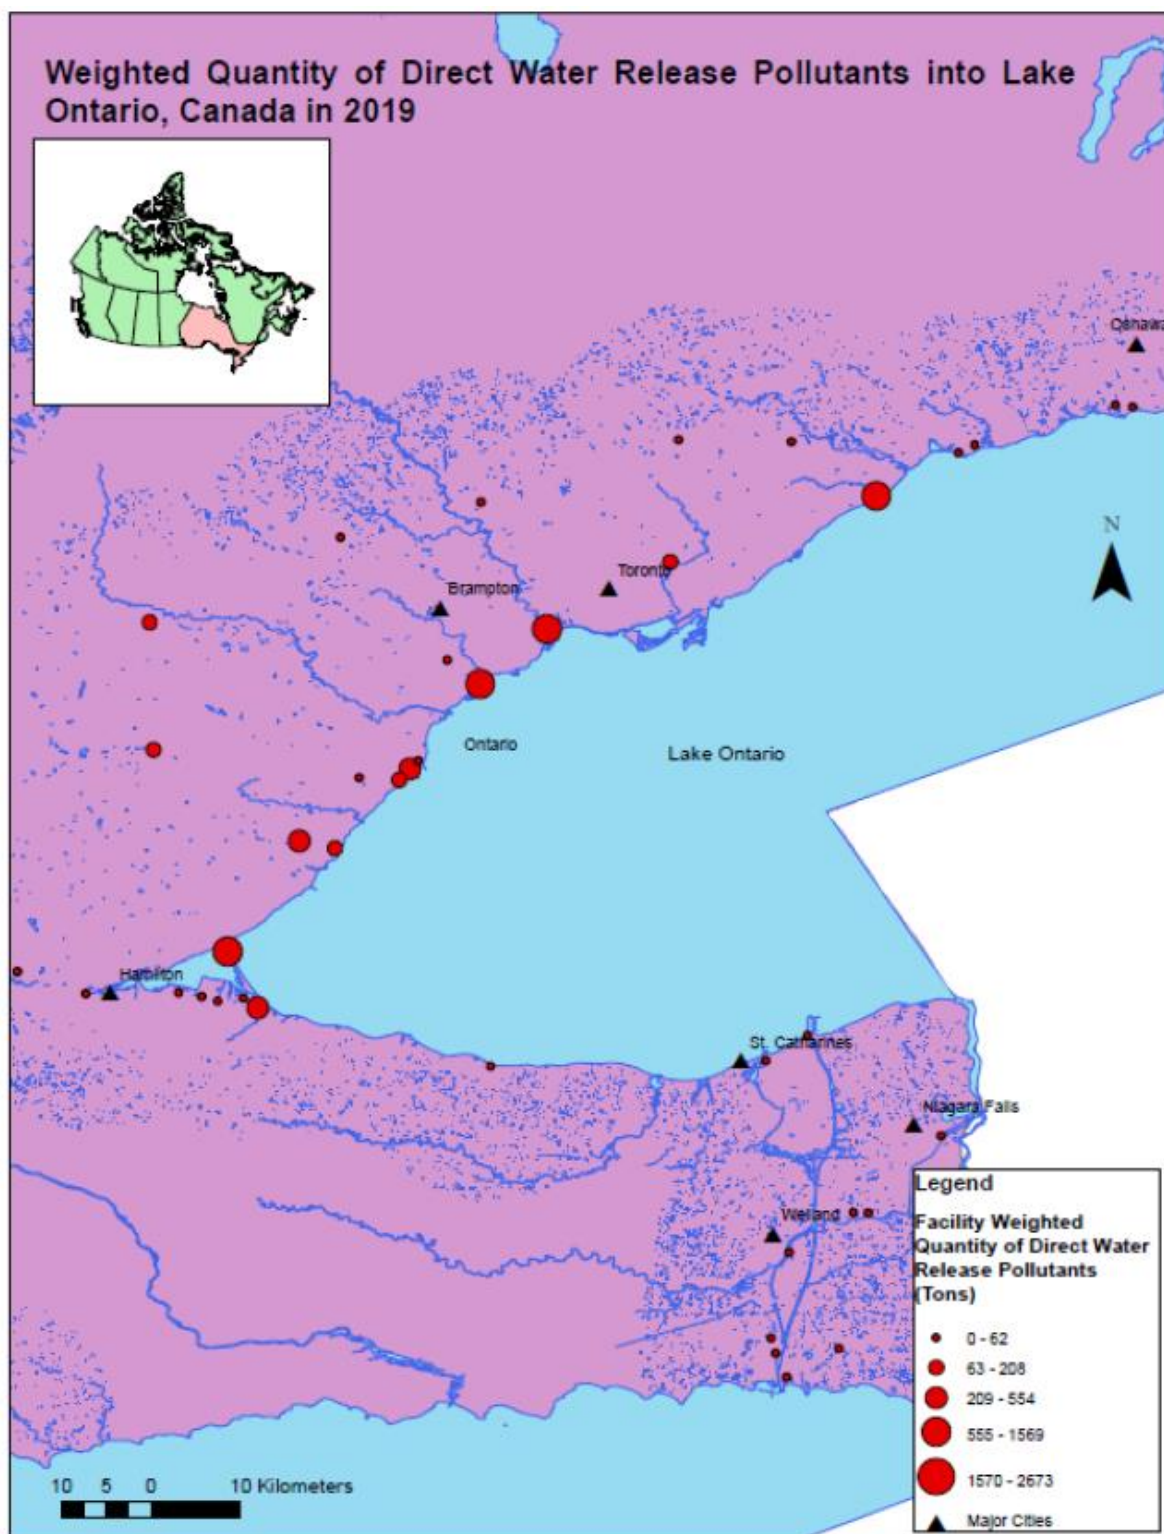 Weighted Quantity of Direct Water Release Pollutants into Lake
Ontario, Canada in 2019
Oshawa
N
Toronto
Brampton
Ontario
Lake Ontario
Hamilton
St. Catharines
Niagara Falls
Welland
Legend
Facility Weighted
Quantity of Direct Water
Release Pollutants
(Tons)
0 - 62
63 - 208
209 - 554
555 - 1569
1570 - 2673
Major Cities
10 5 0 10 Kilometers